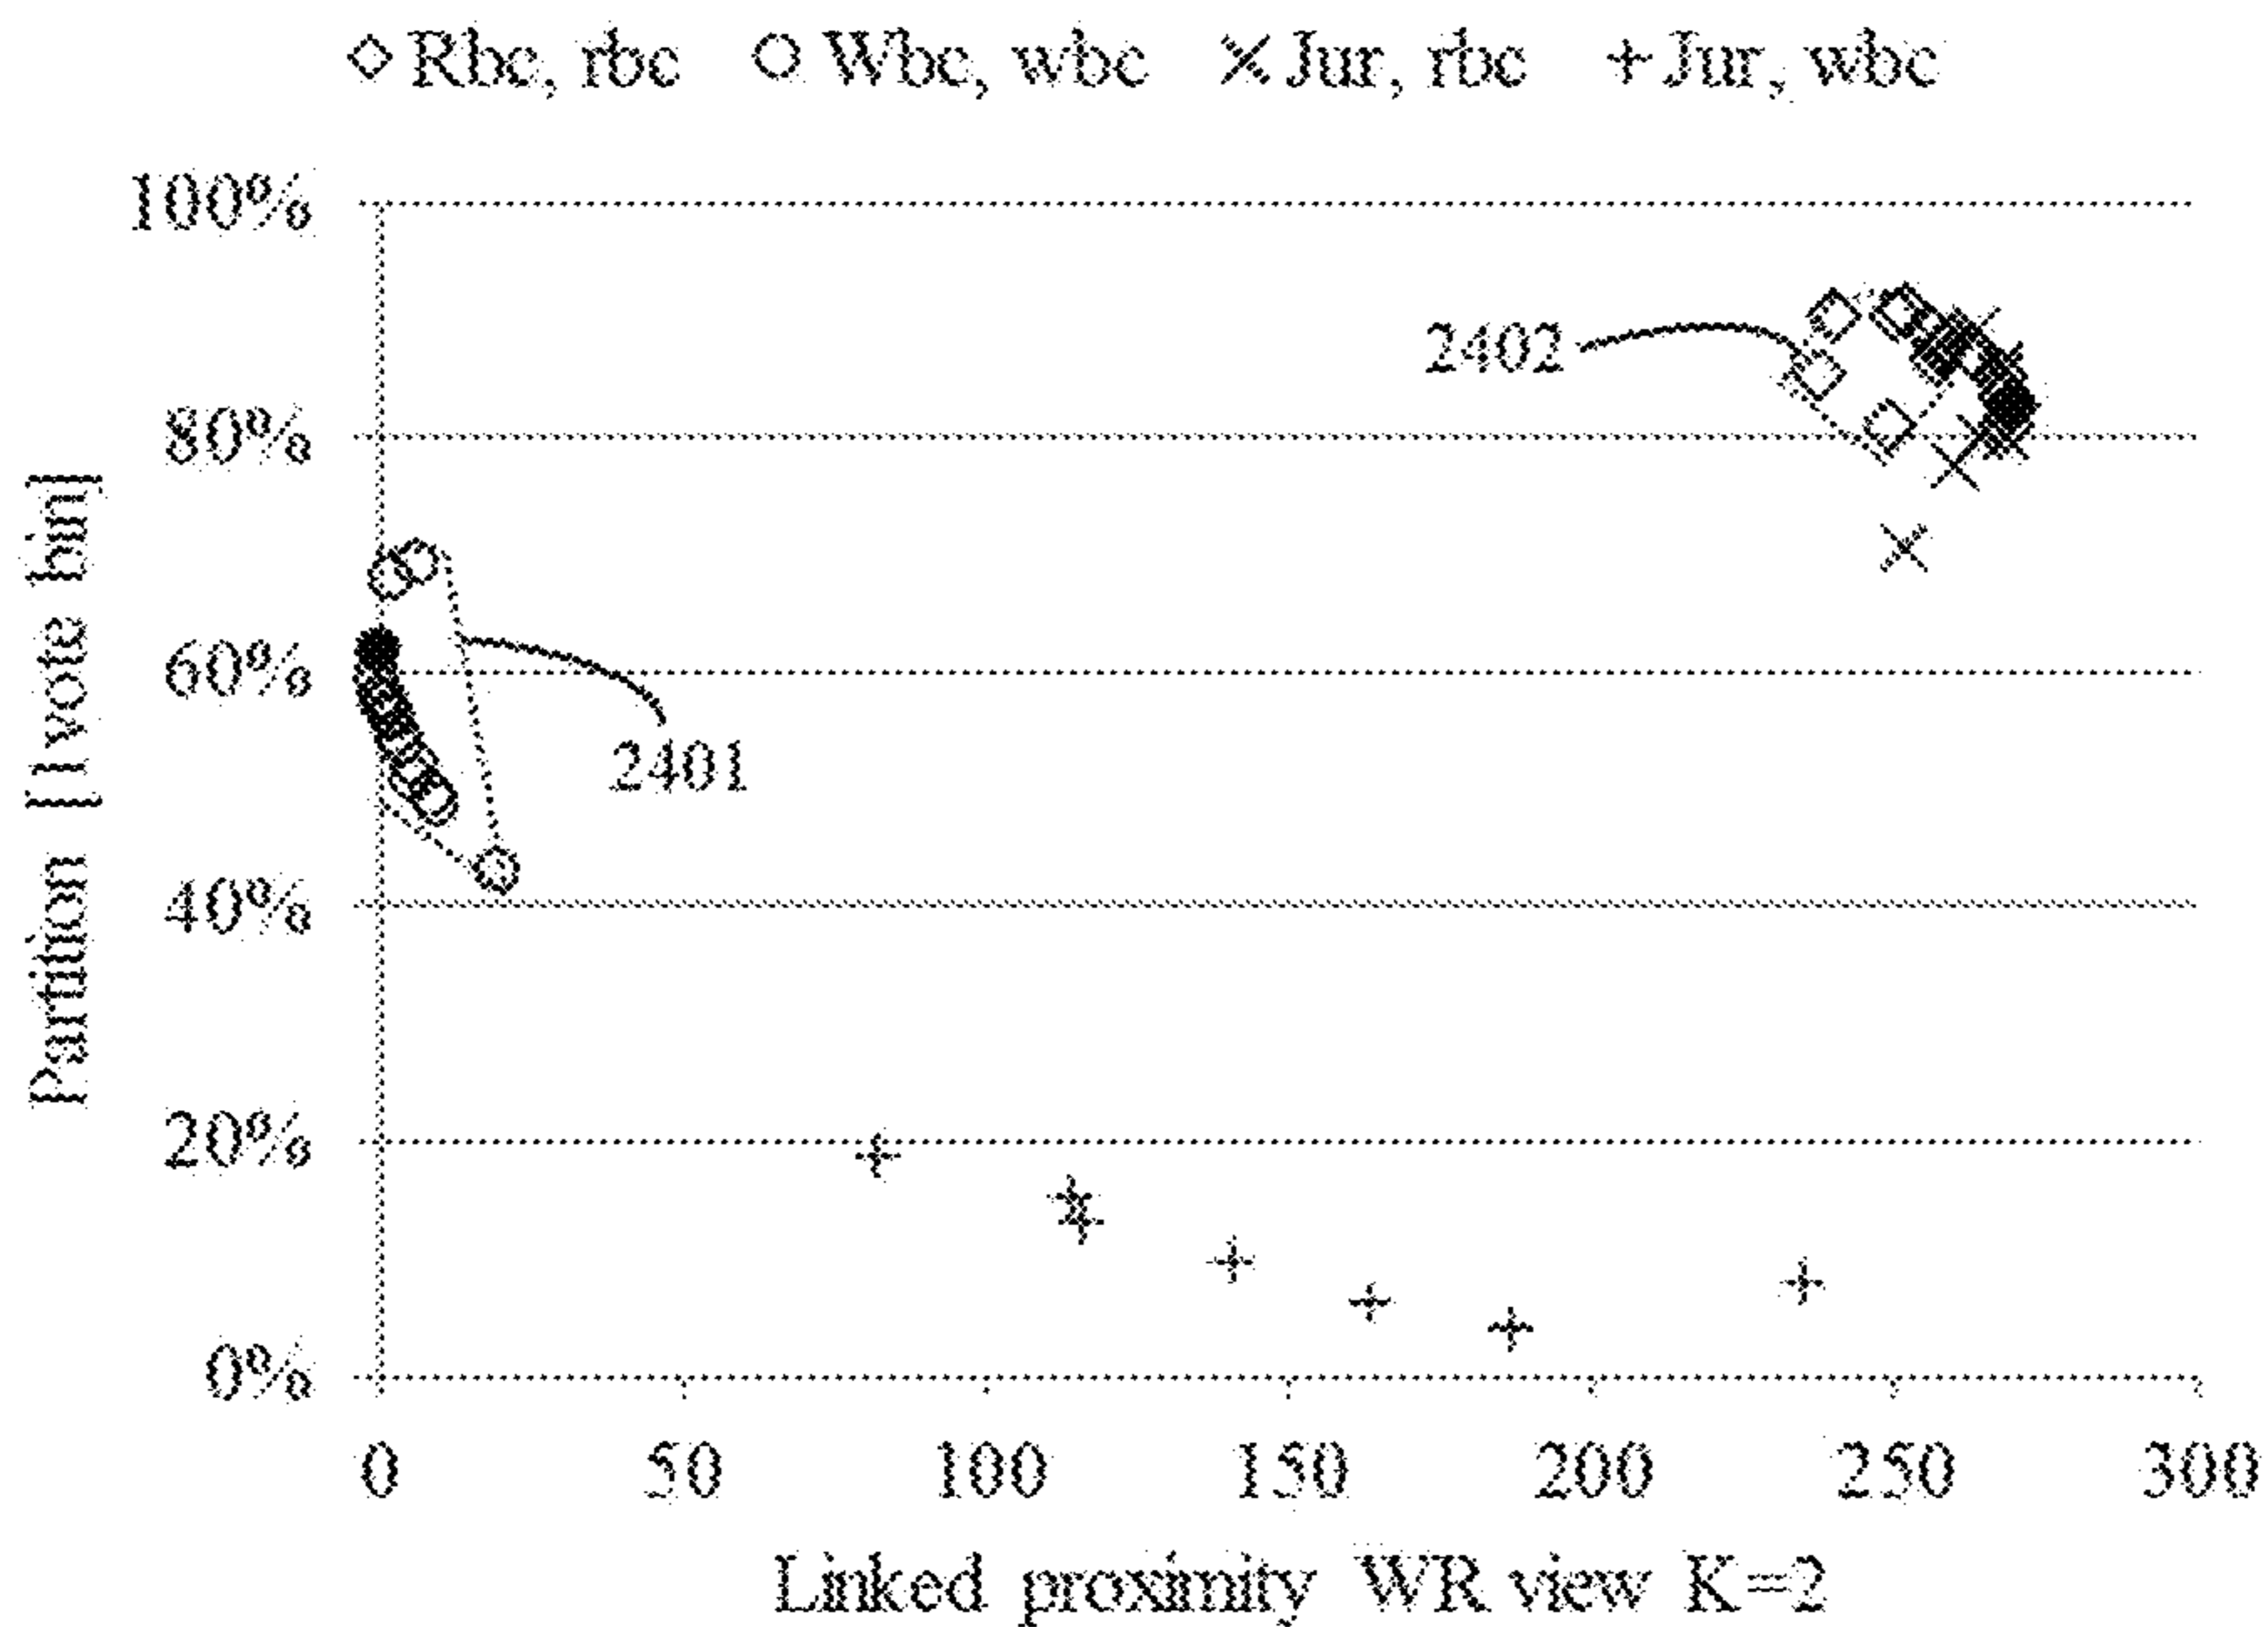 ◇ Rbc, rbc ○ Wbc, wbc × Jur, rbc + Jur, wbc
100%
2402
80%
Partition [1 vote bin]
60%
2401
40%
20%
0%
0 50 100 150 200 250 300
Linked proximity WR view K=2